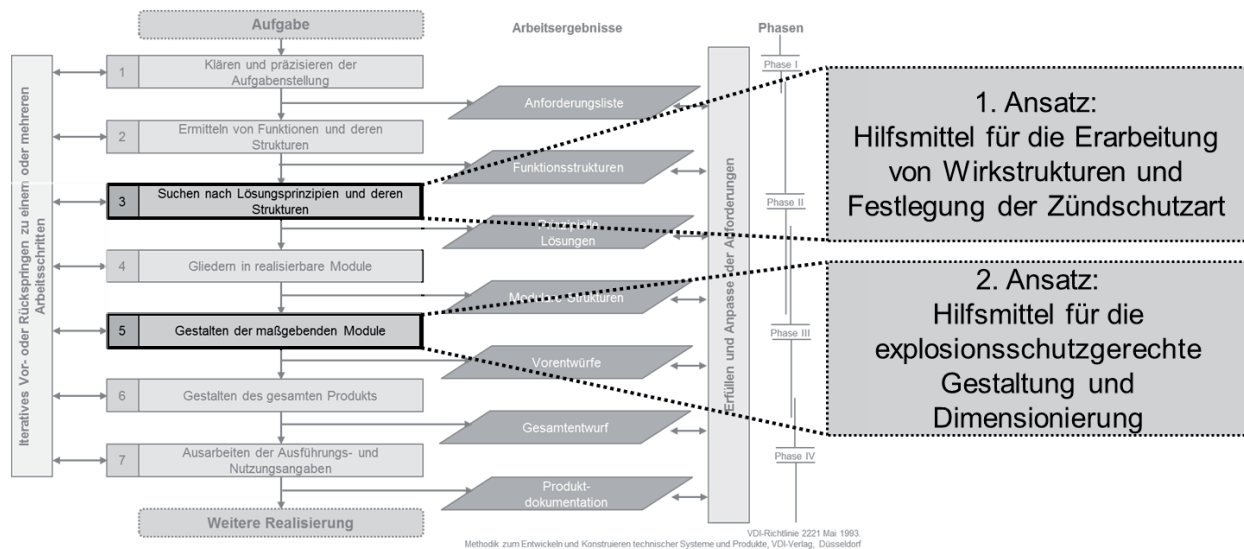 Aufgabe
Arbeitsergebnisse
Phasen
Iteratives Vor- oder Rückspringen zu einem oder mehreren
Arbeitsschritten
1
Klären und präzisieren der
Aufgabenstellung
Phase I
Anforderungsliste
2
Ermitteln von Funktionen und deren
Strukturen
Funktionsstrukturen
3
Suchen nach Lösungsprinzipien und deren
Strukturen
Phase II
Prinzipielle
Lösungen
4
Gliedern in realisierbare Module
Modulare Strukturen
5
Gestalten der maßgebenden Module
Phase III
Vorentwürfe
6
Gestalten des gesamten Produkts
Gesamtentwurf
Phase IV
7
Ausarbeiten der Ausführungs- und
Nutzungsangaben
Produkt-
dokumentation
Weitere Realisierung
Erfüllen und Anpasse der Anforderungen
1. Ansatz:
Hilfsmittel für die Erarbeitung
von Wirkstrukturen und
Festlegung der Zündschutzart
2. Ansatz:
Hilfsmittel für die
explosionsschutzgerechte
Gestaltung und
Dimensionierung
VDI-Richtlinie 2221 Mai 1993.
Methodik zum Entwickeln und Konstruieren technischer Systeme und Produkte, VDI-Verlag, Düsseldorf